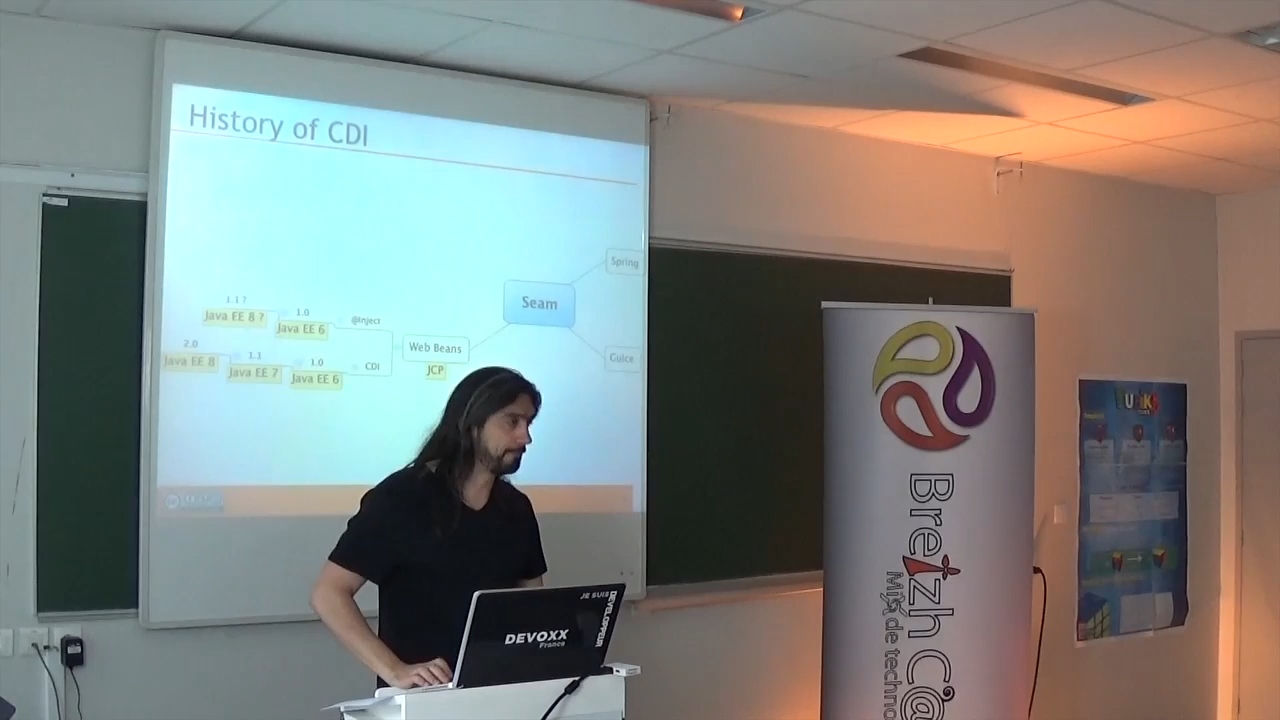 History of CDI
Spring
Seam
Guice
1.1 ?
Java EE 8 ?
1.0
Java EE 6
@Inject
Web Beans
JCP
2.0
Java EE 8
1.1
Java EE 7
1.0
Java EE 6
CDI
JE SUIS
DEVELOPPEUR
DEVOXX
France
Breizh C@
Mix de techno